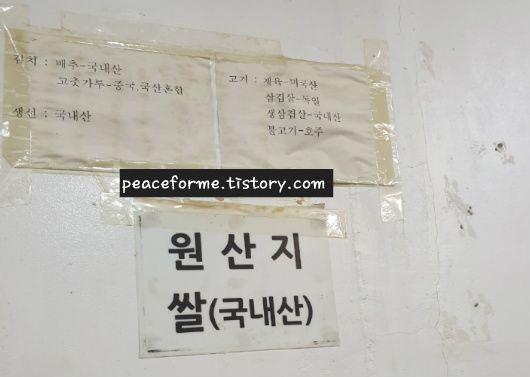 김치 : 배추-국내산
고춧가루-중국,국산혼합
생선 : 국내산
고기 : 제육-미국산
삼겹살-독일
생삼겹살-국내산
불고기-호주
peaceforme.tistory.com
원산지
쌀(국내산)